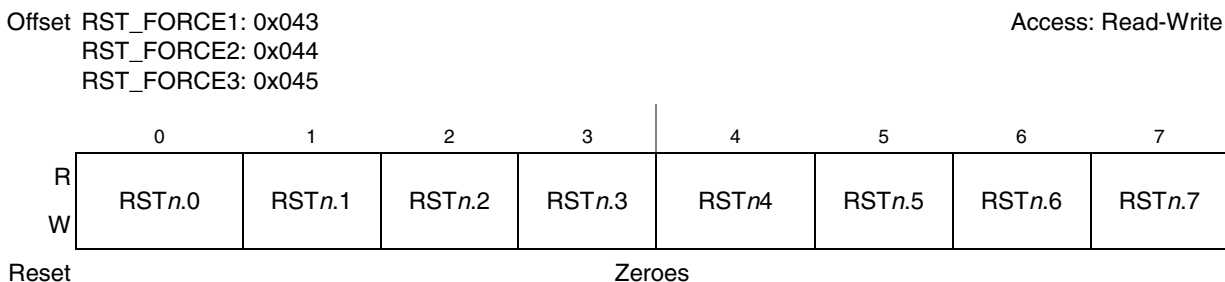 Offset RST_FORCE1: 0x043 Access: Read-Write
RST_FORCE2: 0x044
RST_FORCE3: 0x045
0 1 2 3 4 5 6 7
R
W
RSTn.0 RSTn.1 RSTn.2 RSTn.3 RSTn4 RSTn.5 RSTn.6 RSTn.7
Reset Zeroes